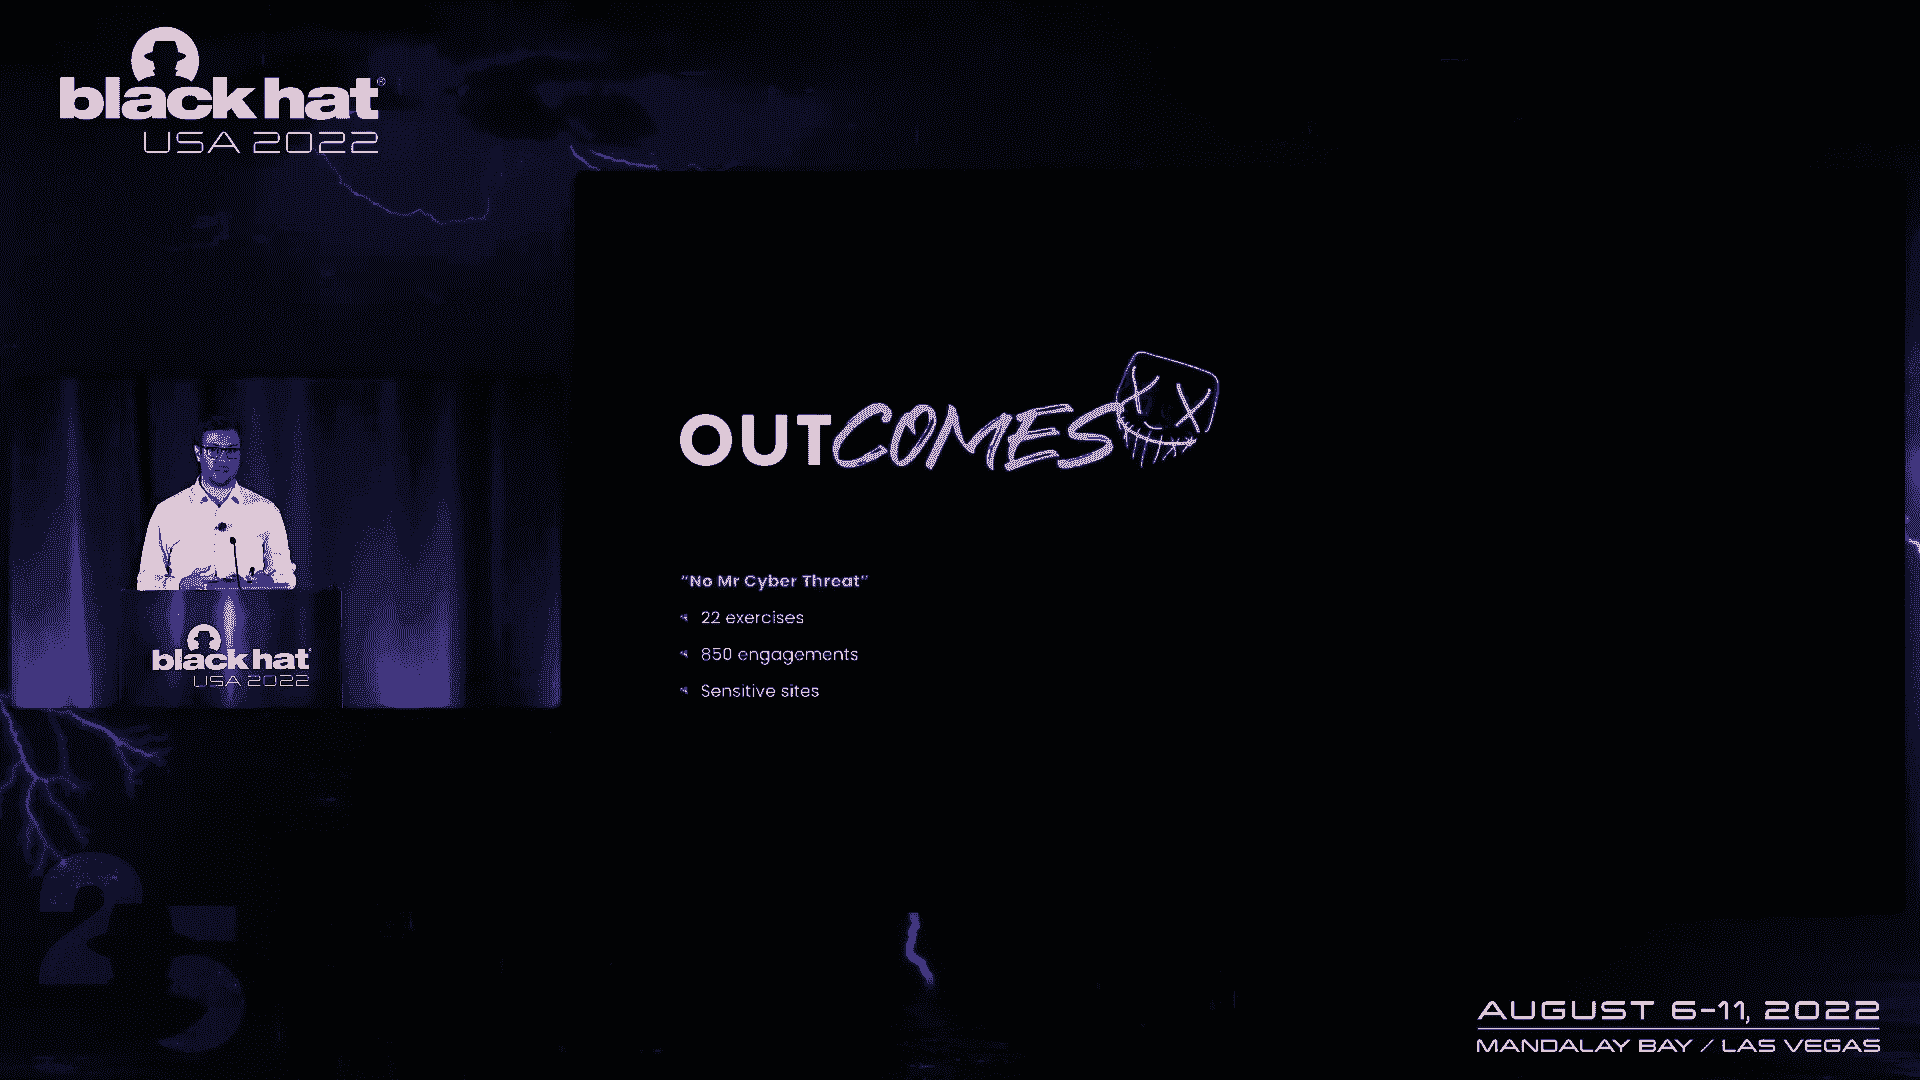 black hat®
USA 2022
OUTCOMES
"No Mr Cyber Threat"
22 exercises
850 engagements
Sensitive sites
black hat
USA 2022
25
AUGUST 6-11, 2022
MANDALAY BAY / LAS VEGAS